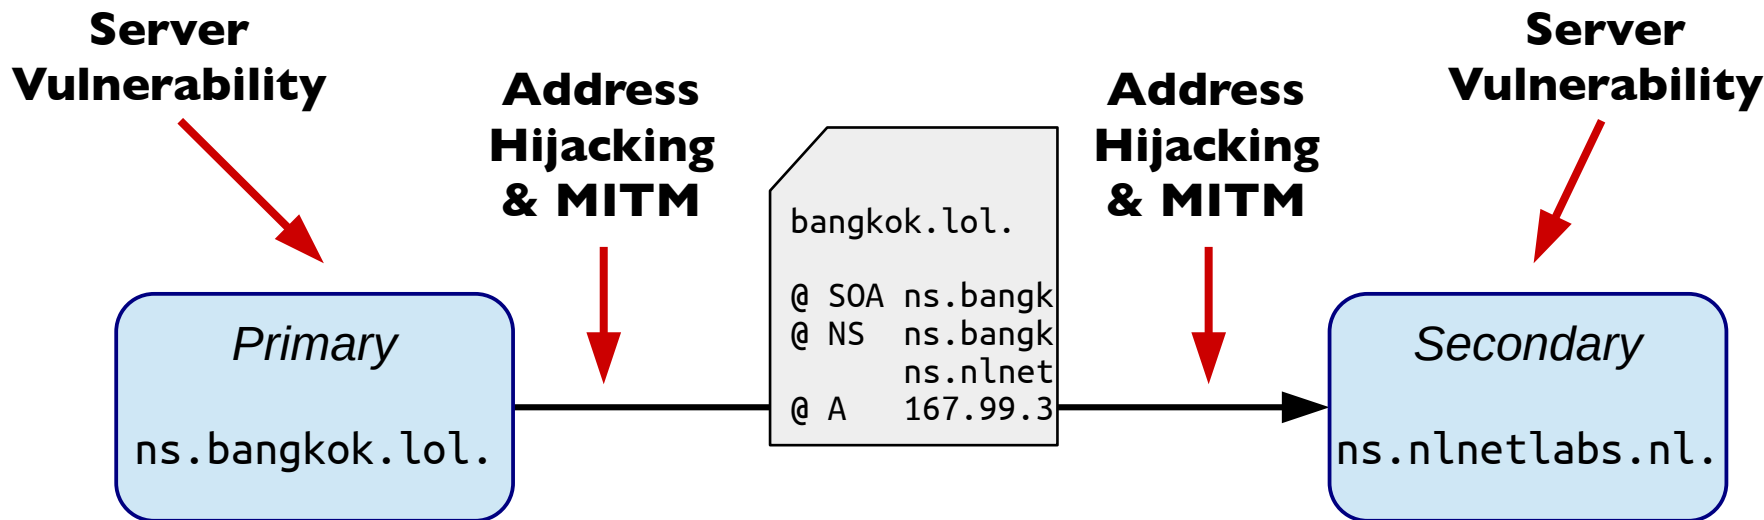 Server
Vulnerability
Address
Hijacking
& MITM
Address
Hijacking
& MITM
Server
Vulnerability
Primary
ns.bangkok.lol.
bangkok.lol.
@ SOA ns.bangk
@ NS  ns.bangk
      ns.nlnet
@ A   167.99.3
Secondary
ns.nlnetlabs.nl.